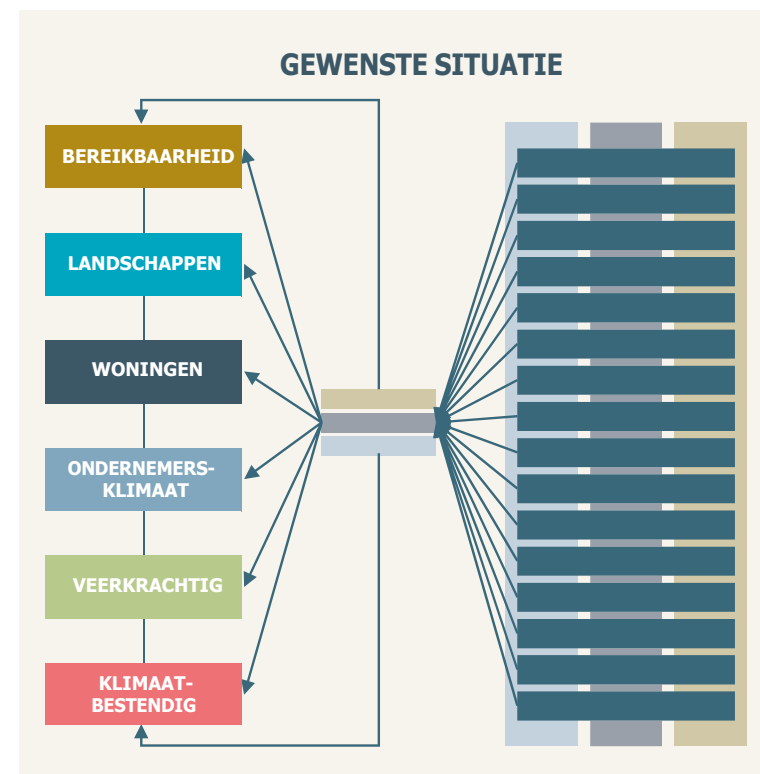 GEWENSTE SITUATIE
BEREIKBAARHEID
LANDSCHAPPEN
WONINGEN
ONDERNEMERS-
KLIMAAT
VEERKRACHTIG
KLIMAAT-
BESTENDIG